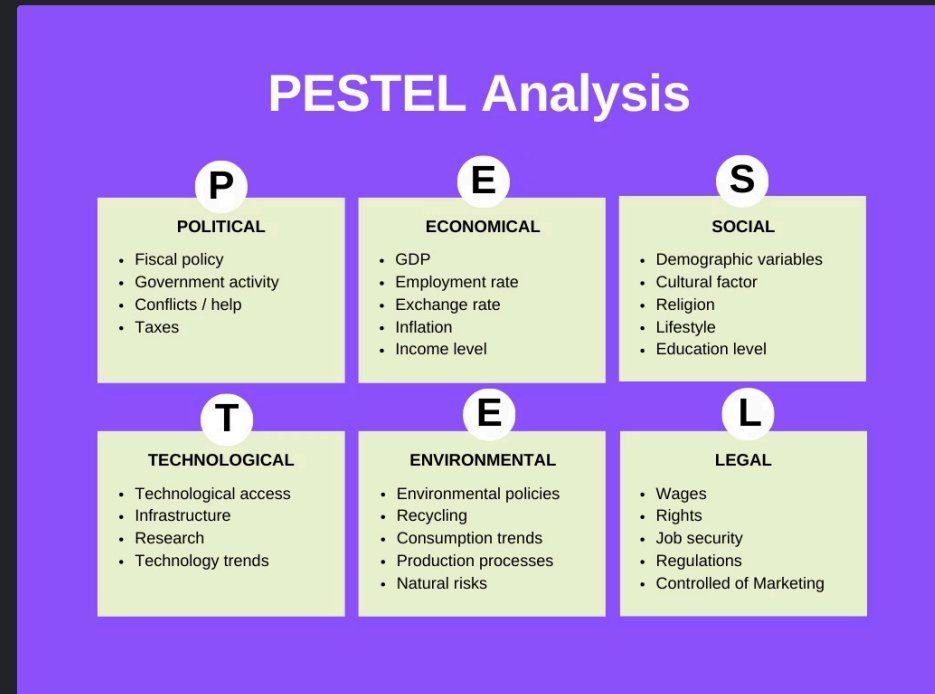 PESTEL Analysis
P
POLITICAL
• Fiscal policy
• Government activity
• Conflicts / help
• Taxes
E
ECONOMICAL
• GDP
• Employment rate
• Exchange rate
• Inflation
• Income level
S
SOCIAL
• Demographic variables
• Cultural factor
• Religion
• Lifestyle
• Education level
T
TECHNOLOGICAL
• Technological access
• Infrastructure
• Research
• Technology trends
E
ENVIRONMENTAL
• Environmental policies
• Recycling
• Consumption trends
• Production processes
• Natural risks
L
LEGAL
• Wages
• Rights
• Job security
• Regulations
• Controlled of Marketing